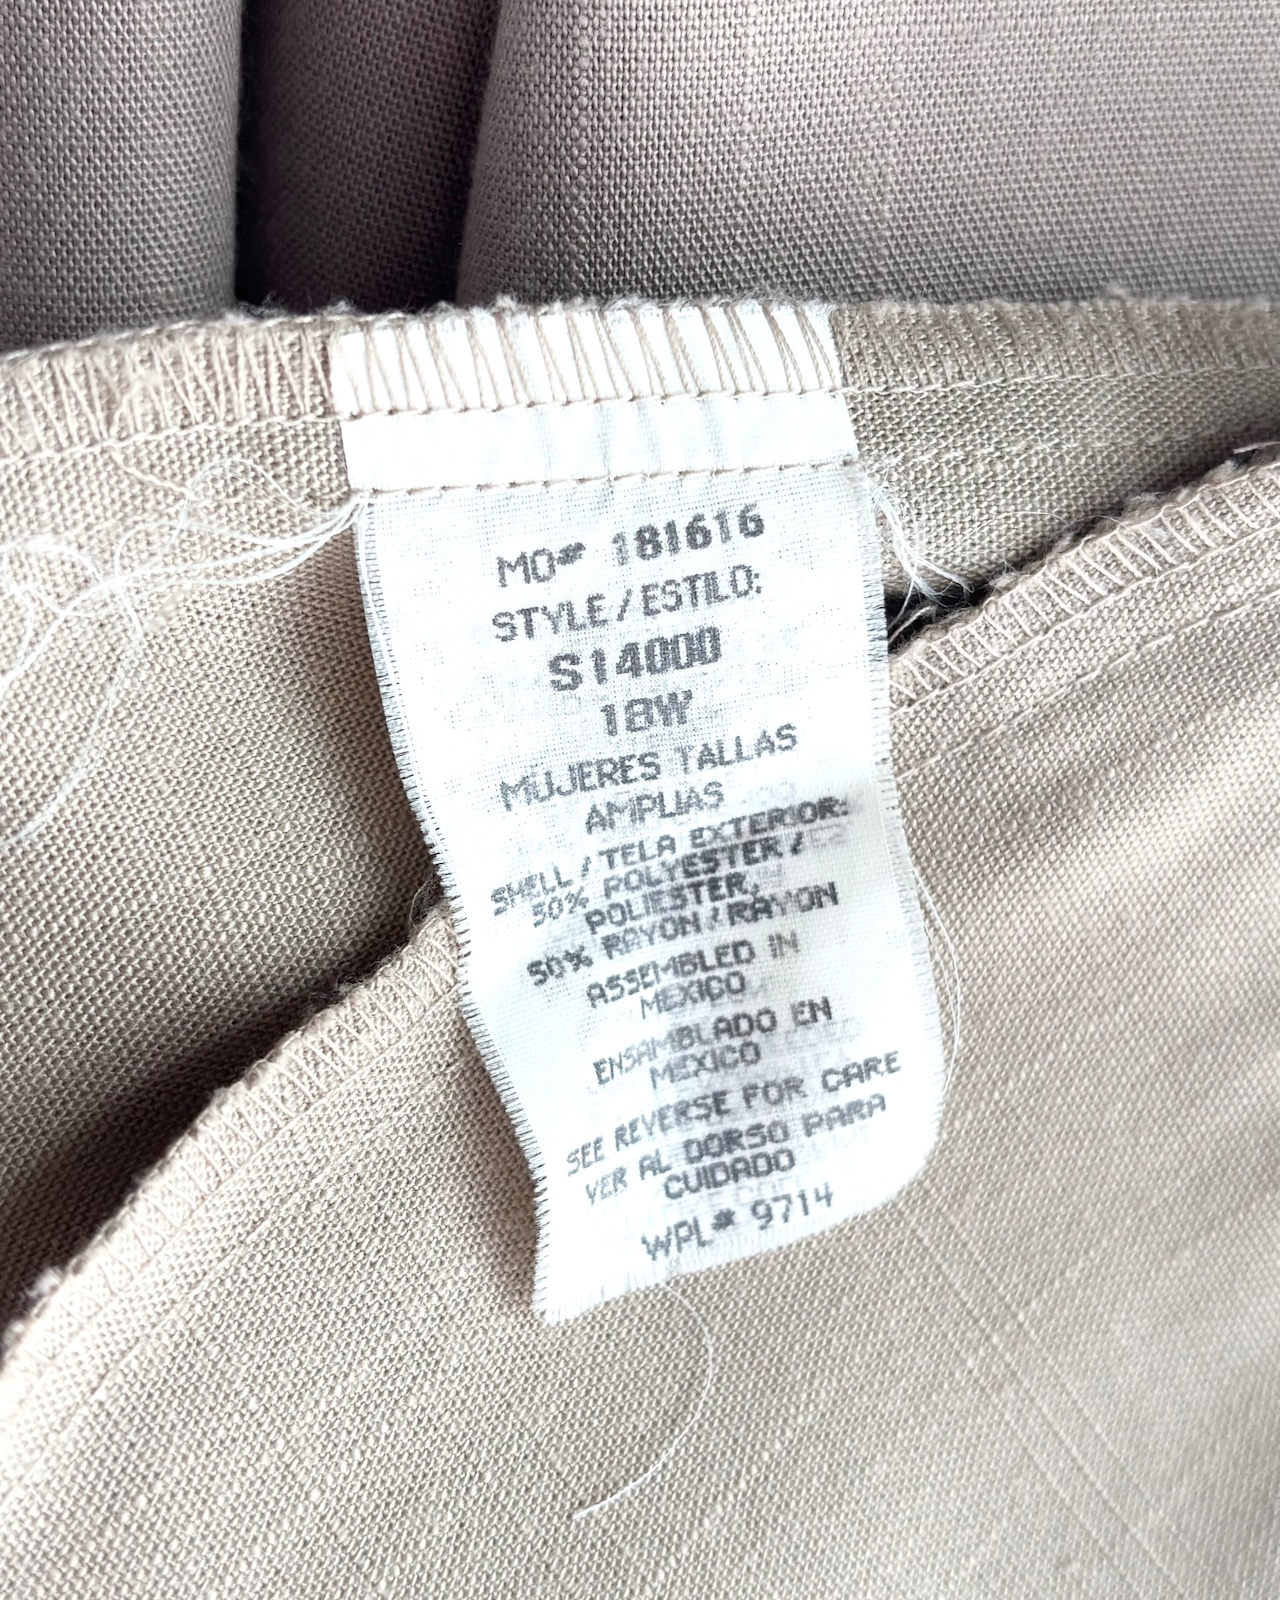 MO# 181616
STYLE/ESTILO:
S14000
18W
MUJERES TALLAS
AMPLIAS
SHELL/TELA EXTERIOR:
50% POLYESTER/
POLIESTER,
50% RAYON/RAYON
ASSEMBLED IN
MEXICO
ENSAMBLADO EN
MEXICO
SEE REVERSE FOR CARE
VER AL DORSO PARA
CUIDADO
WPL# 9714